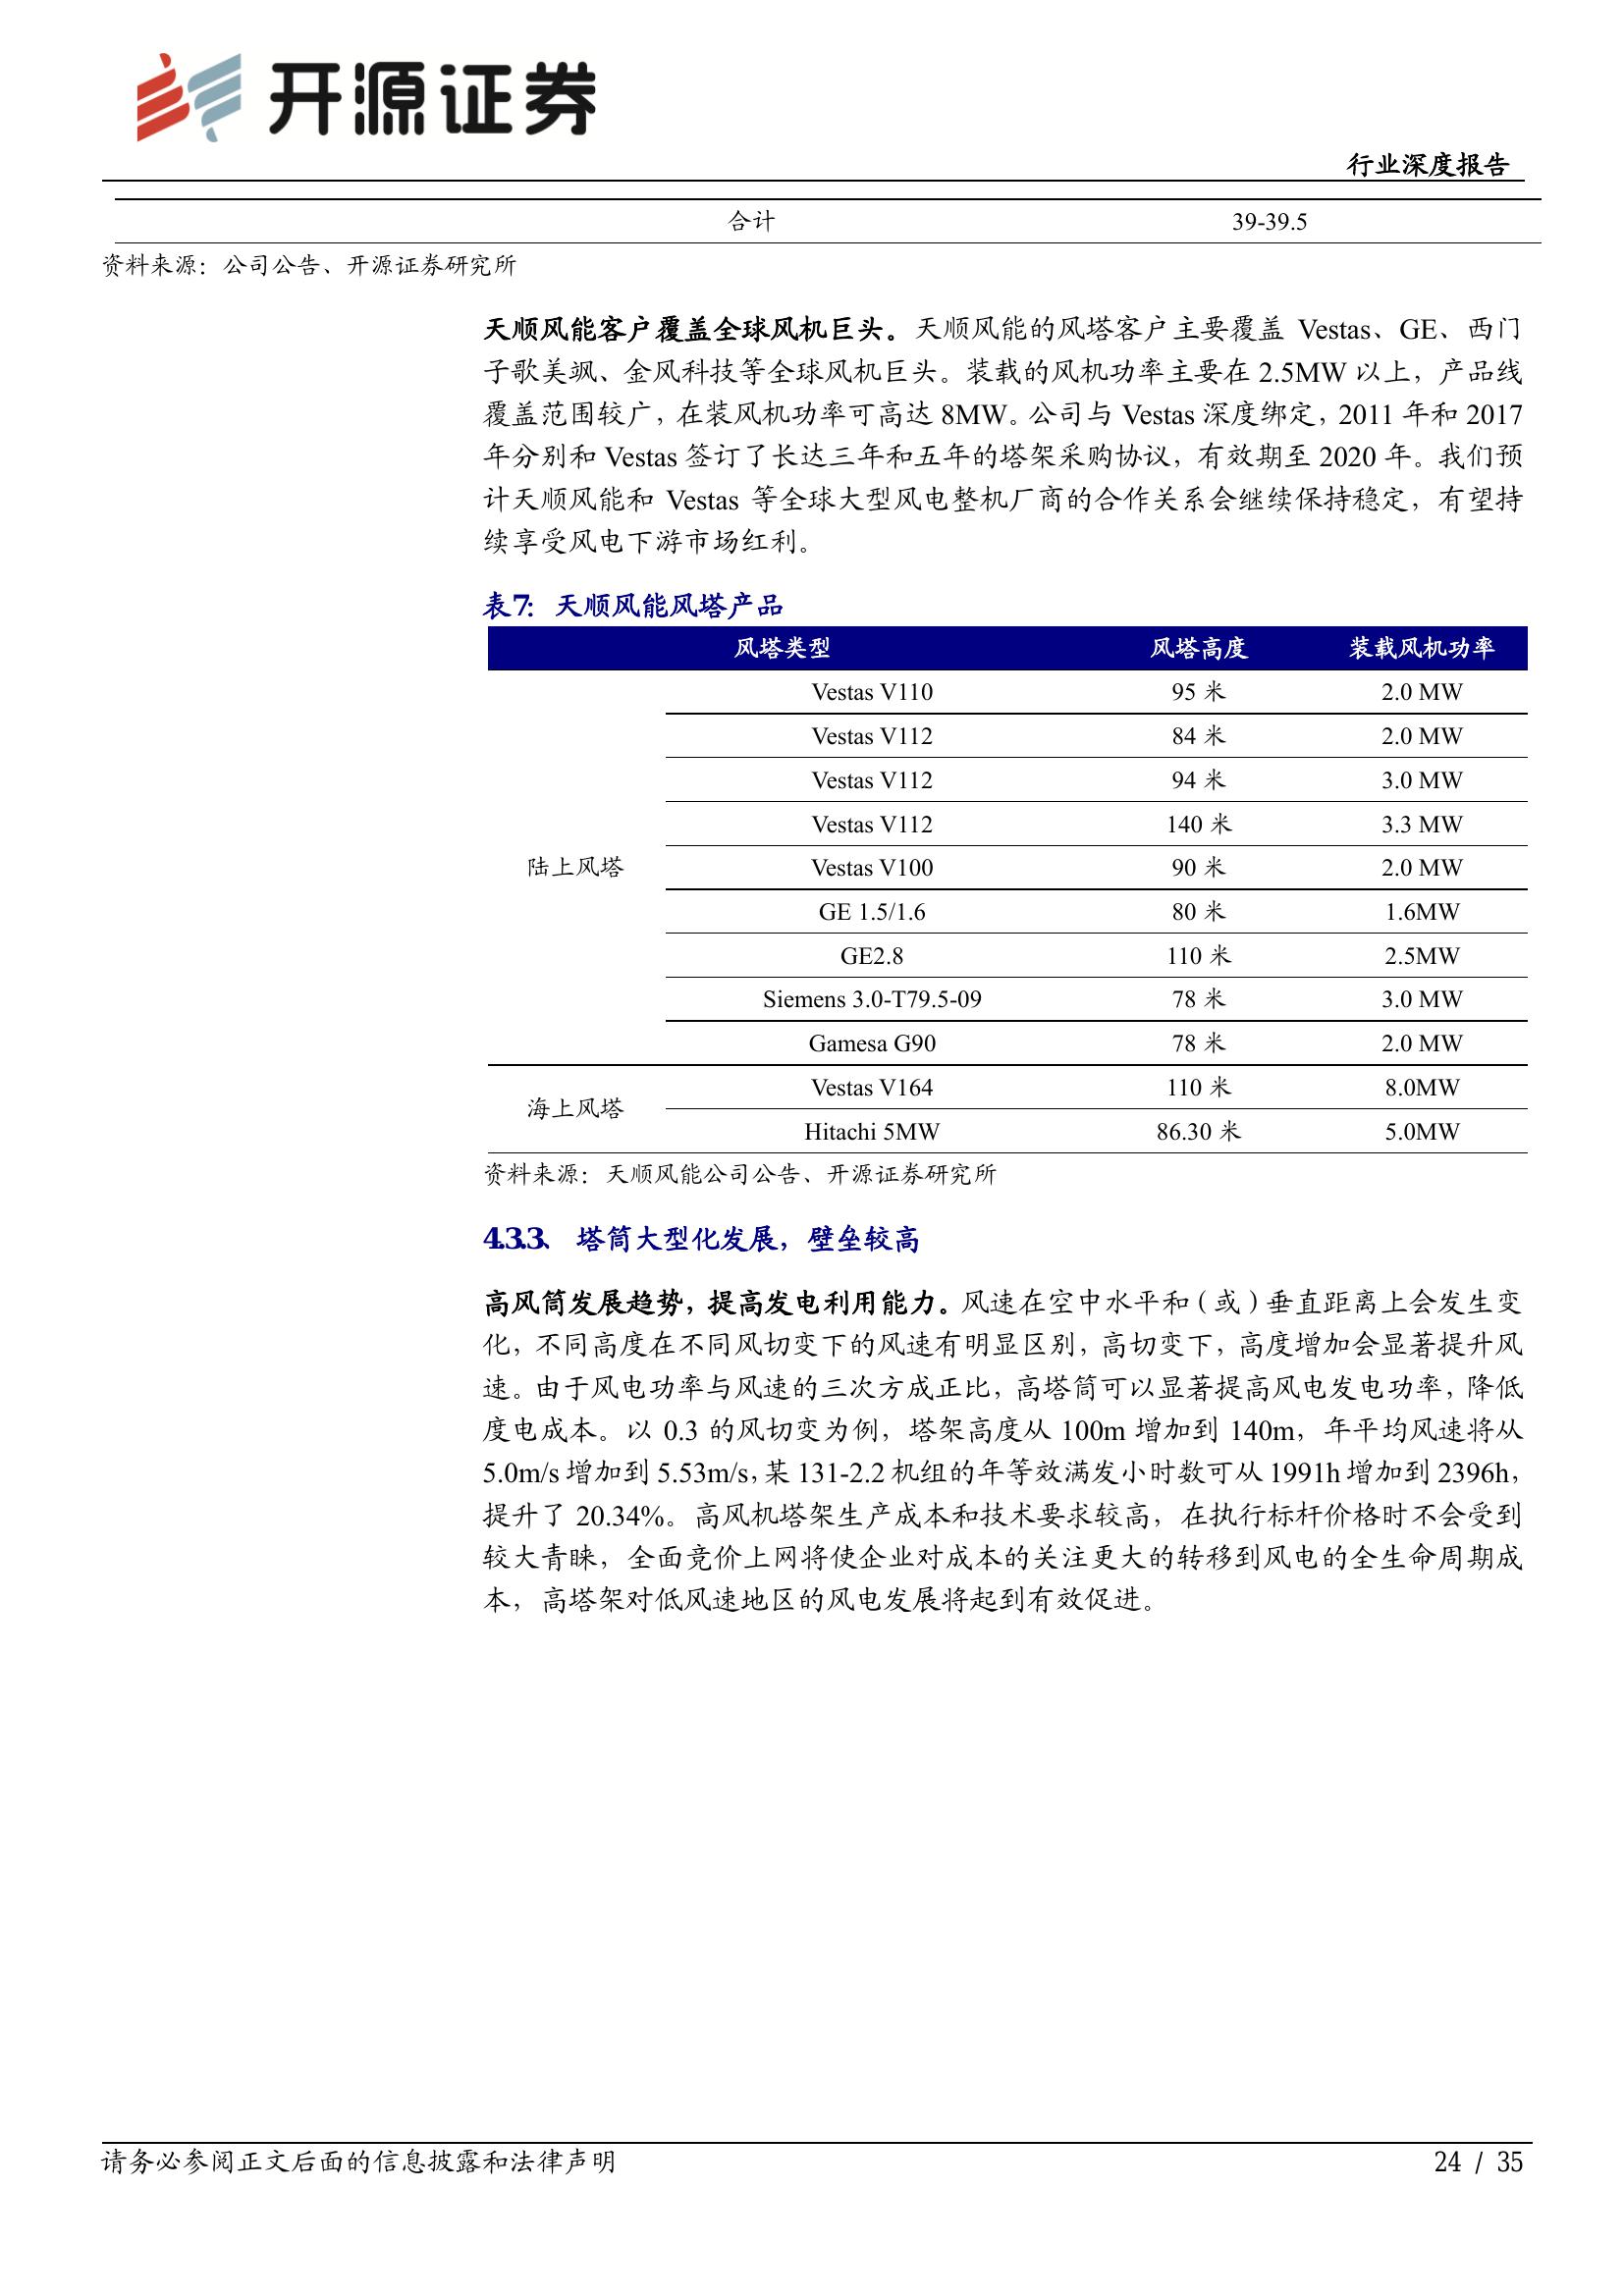 开源证券
行业深度报告
合计 39-39.5
资料来源：公司公告、开源证券研究所
天顺风能客户覆盖全球风机巨头。天顺风能的风塔客户主要覆盖 Vestas、GE、西门
子歌美飒、金风科技等全球风机巨头。装载的风机功率主要在 2.5MW 以上，产品线
覆盖范围较广，在装风机功率可高达 8MW。公司与 Vestas 深度绑定，2011 年和 2017
年分别和 Vestas 签订了长达三年和五年的塔架采购协议，有效期至 2020 年。我们预
计天顺风能和 Vestas 等全球大型风电整机厂商的合作关系会继续保持稳定，有望持
续享受风电下游市场红利。
表7： 天顺风能风塔产品
风塔类型 风塔高度 装载风机功率
Vestas V110 95 米 2.0 MW
Vestas V112 84 米 2.0 MW
Vestas V112 94 米 3.0 MW
Vestas V112 140 米 3.3 MW
陆上风塔 Vestas V100 90 米 2.0 MW
GE 1.5/1.6 80 米 1.6MW
GE2.8 110 米 2.5MW
Siemens 3.0-T79.5-09 78 米 3.0 MW
Gamesa G90 78 米 2.0 MW
海上风塔 Vestas V164 110 米 8.0MW
Hitachi 5MW 86.30 米 5.0MW
资料来源：天顺风能公司公告、开源证券研究所
4.3.3、 塔筒大型化发展，壁垒较高
高风筒发展趋势，提高发电利用能力。风速在空中水平和（或）垂直距离上会发生变
化，不同高度在不同风切变下的风速有明显区别，高切变下，高度增加会显著提升风
速。由于风电功率与风速的三次方成正比，高塔筒可以显著提高风电发电功率，降低
度电成本。以 0.3 的风切变为例，塔架高度从 100m 增加到 140m，年平均风速将从
5.0m/s 增加到 5.53m/s，某 131-2.2 机组的年等效满发小时数可从 1991h 增加到 2396h，
提升了 20.34%。高风机塔架生产成本和技术要求较高，在执行标杆价格时不会受到
较大青睐，全面竞价上网将使企业对成本的关注更大的转移到风电的全生命周期成
本，高塔架对低风速地区的风电发展将起到有效促进。
请务必参阅正文后面的信息披露和法律声明 24 / 35